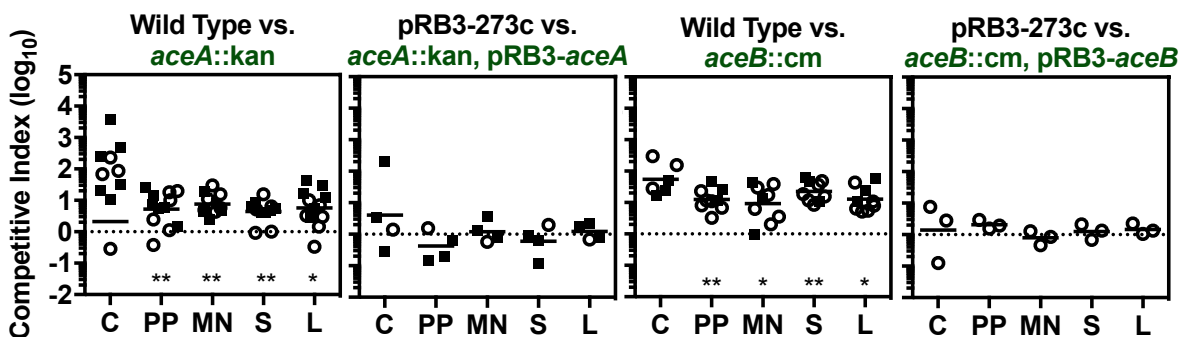 Wild Type vs.
aceA::kan
pRB3-273c vs.
aceA::kan, pRB3-aceA
Wild Type vs.
aceB::cm
pRB3-273c vs.
aceB::cm, pRB3-aceB
Competitive Index (log10)
5
4
3
2
1
0
-1
-2
** ** ** *
** * ** *
C PP MN S L
C PP MN S L
C PP MN S L
C PP MN S L